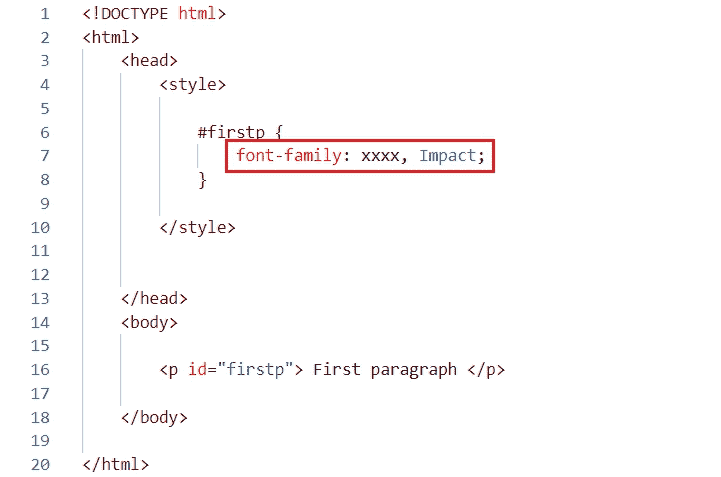 1 <!DOCTYPE html>
2 <html>
3 <head>
4 <style>
5
6 #firstp {
7 font-family: xxxx, Impact;
8 }
9
10 </style>
11
12
13 </head>
14 <body>
15
16 <p id="firstp"> First paragraph </p>
17
18 </body>
19
20 </html>